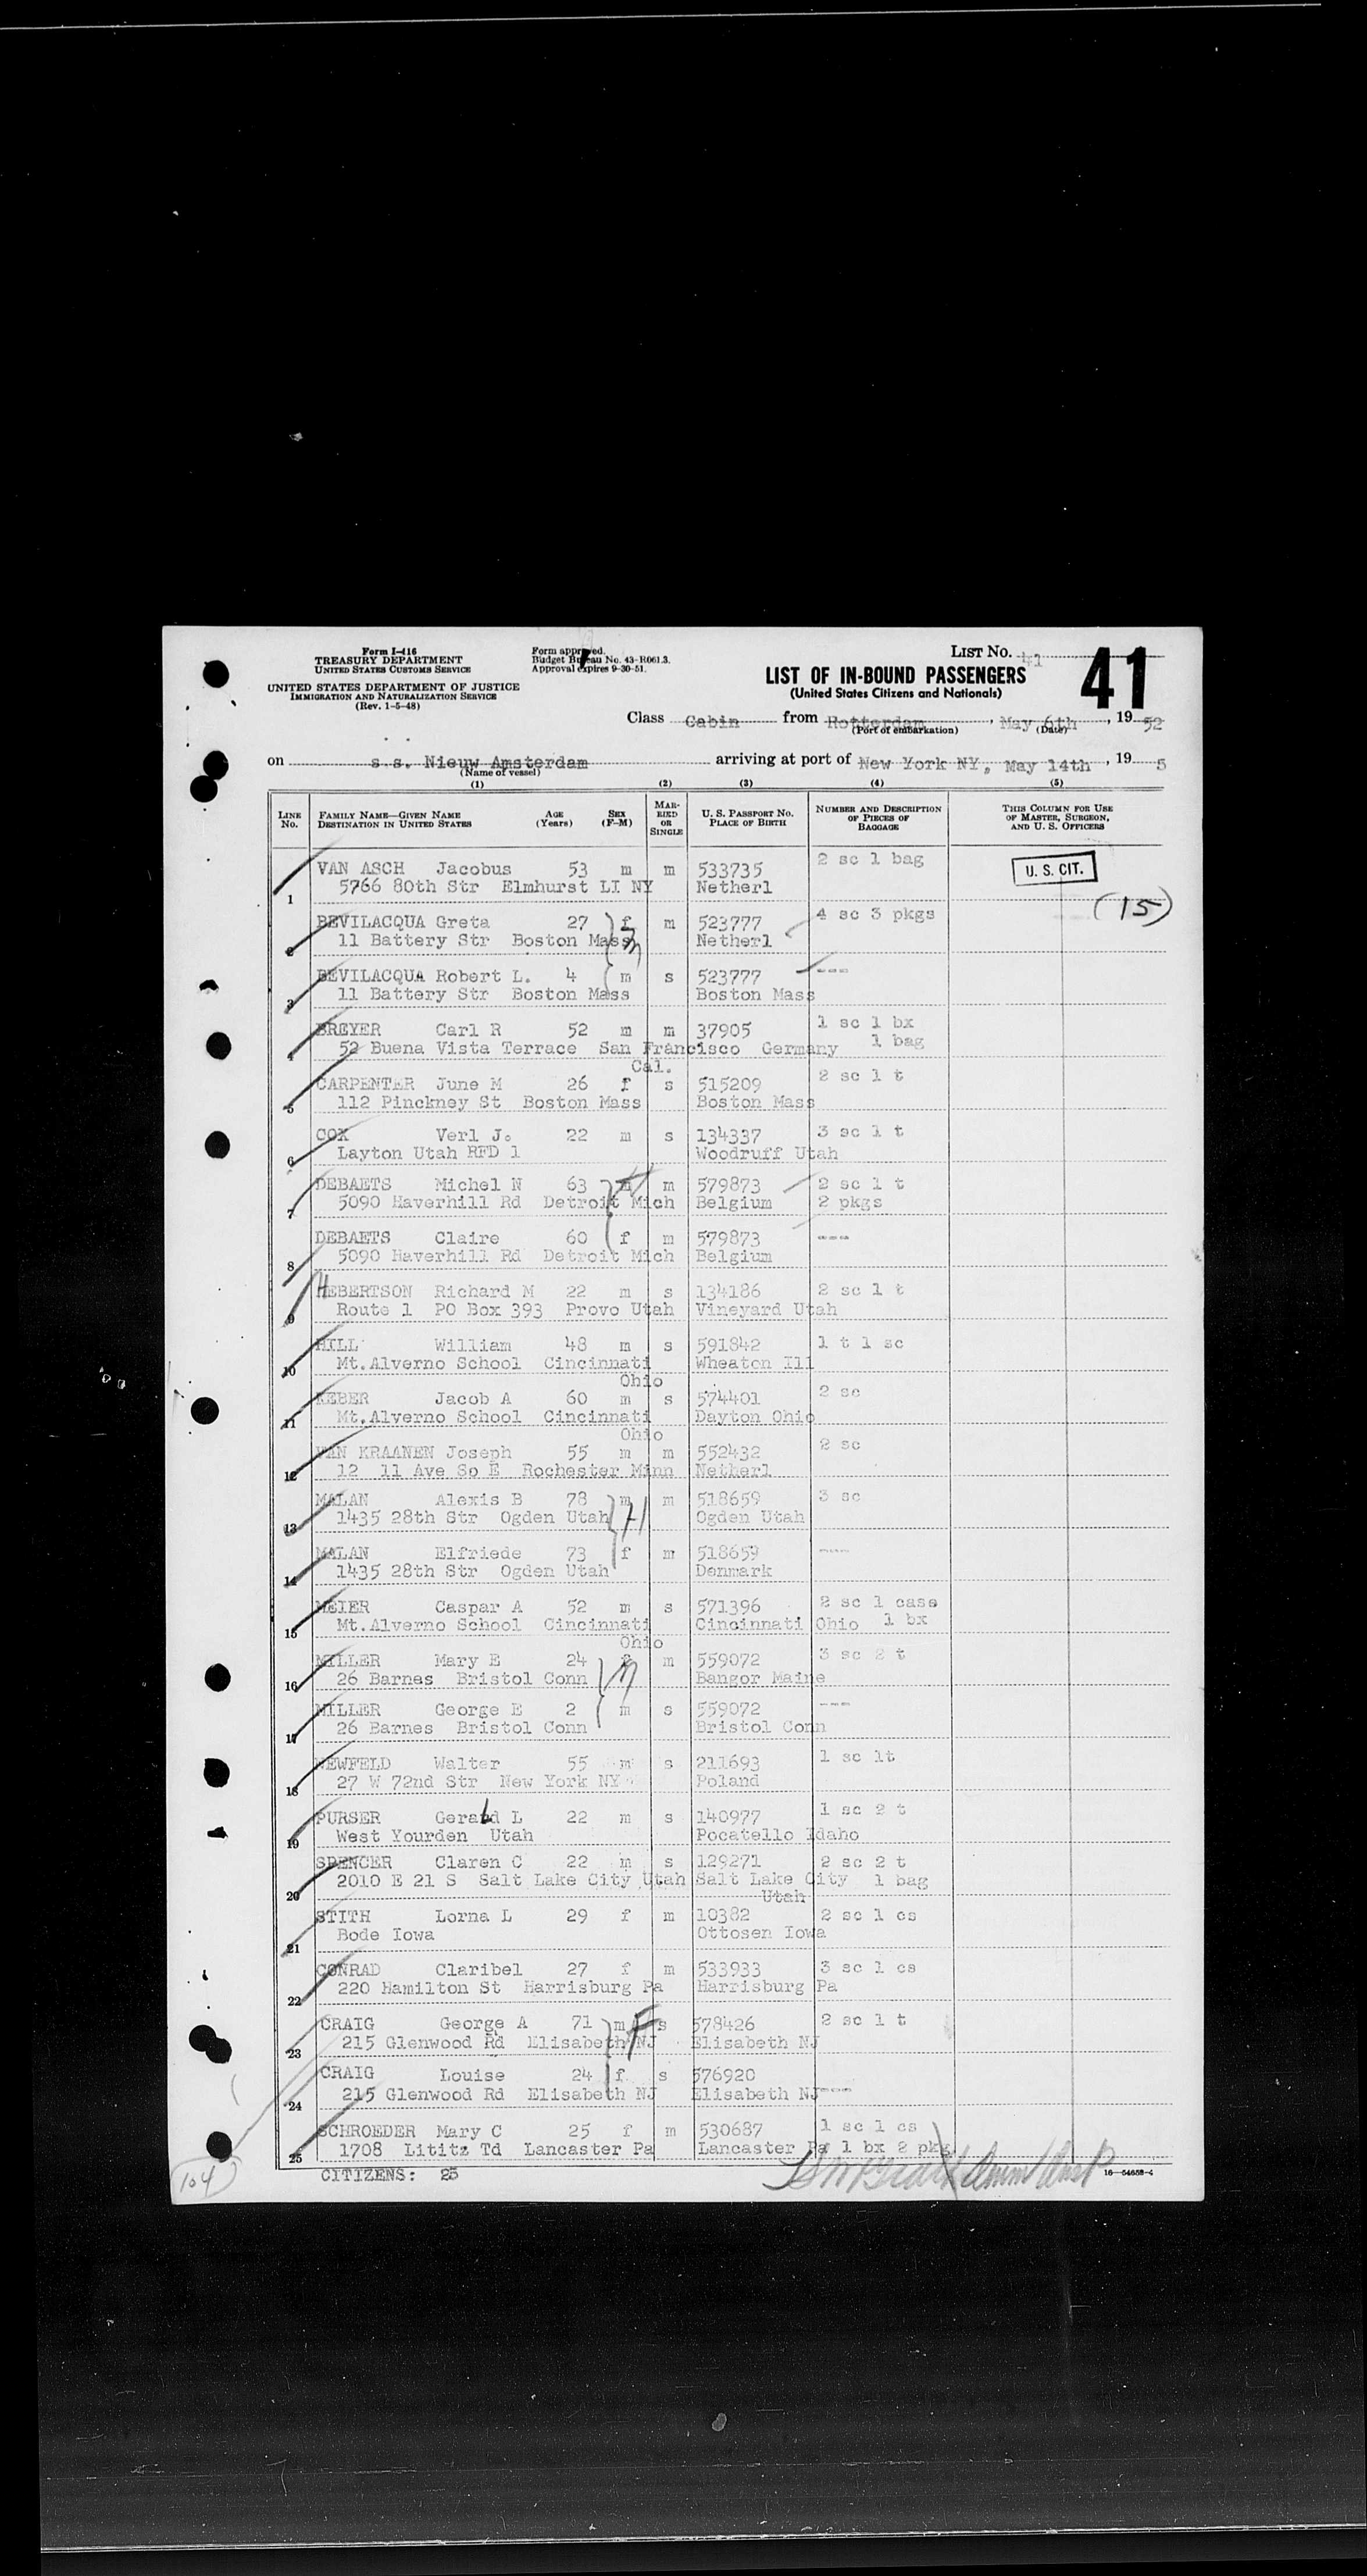 Form I-416
TREASURY DEPARTMENT
UNITED STATES CUSTOMS SERVICE
UNITED STATES DEPARTMENT OF JUSTICE
IMMIGRATION AND NATURALIZATION SERVICE
(Rev. 1-5-48)
Form approved.
Budget Bureau No. 43-R061.3.
Approval expires 9-30-51.
LIST No. 41
41
LIST OF IN-BOUND PASSENGERS
(United States Citizens and Nationals)
Class Cabin from Rotterdam, May 6th, 1952
(Port of embarkation) (Date)
on s.s. Nieuw Amsterdam arriving at port of New York NY, May 14th, 195
(Name of vessel)
(1) (2) (3) (4) (5)
LINE No. FAMILY NAME—GIVEN NAME DESTINATION IN UNITED STATES AGE (Years) SEX (F-M) MARRIED OR SINGLE U. S. PASSPORT NO. PLACE OF BIRTH NUMBER AND DESCRIPTION OF PIECES OF BAGGAGE THIS COLUMN FOR USE OF MASTER, SURGEON, AND U. S. OFFICERS
VAN ASCH Jacobus 53 m m 533735 2 sc 1 bag U. S. CIT.
1 5766 80th Str Elmhurst LI NY Netherl
(15)
BEVILACQUA Greta 27 f m 523777 4 sc 3 pkgs
2 11 Battery Str Boston Mass Netherl
BEVILACQUA Robert L. 4 m s 523777 ---
3 11 Battery Str Boston Mass Boston Mass
BREYER Carl R 52 m m 37905 1 sc 1 bx
4 52 Buena Vista Terrace San Francisco Germany 1 bag
Cal.
CARPENTER June M 26 f s 515209 2 sc 1 t
5 112 Pinckney St Boston Mass Boston Mass
COX Verl J. 22 m s 134337 3 sc 1 t
6 Layton Utah RFD 1 Woodruff Utah
DEBAETS Michel N 63 m m 579873 2 sc 1 t
7 5090 Haverhill Rd Detroit Mich Belgium 2 pkgs
DEBAETS Claire 60 f m 579873 ---
8 5090 Haverhill Rd Detroit Mich Belgium
HEBERTSON Richard M 22 m s 134186 2 sc 1 t
9 Route 1 PO Box 393 Provo Utah Vineyard Utah
HILL William 48 m s 591842 1 t 1 sc
10 Mt.Alverno School Cincinnati Wheaton Ill
Ohio
KEBER Jacob A 60 m s 574401 2 sc
11 Mt.Alverno School Cincinnati Dayton Ohio
Ohio
VAN KRAANEN Joseph 55 m m 552432 2 sc
12 12 11 Ave So E Rochester Minn Netherl
MALAN Alexis B 78 m m 518659 3 sc
13 1435 28th Str Ogden Utah Ogden Utah
MALAN Elfriede 73 f m 518659 ---
14 1435 28th Str Ogden Utah Denmark
MEIER Caspar A 52 m s 571396 2 sc 1 case
15 Mt.Alverno School Cincinnati Cincinnati Ohio 1 bx
Ohio
MILLER Mary E 24 f m 559072 3 sc 2 t
16 26 Barnes Bristol Conn Bangor Maine
MILLER George E 2 m s 559072 ---
17 26 Barnes Bristol Conn Bristol Conn
NEWFELD Walter 55 m s 211693 1 sc 1t
18 27 W 72nd Str New York NY Poland
PURSER Gerald L 22 m s 140977 1 sc 2 t
19 West Yourden Utah Pocatello Idaho
SPENCER Claren C 22 m s 129271 2 sc 2 t
20 2010 E 21 S Salt Lake City Utah Salt Lake City 1 bag
Utah
STITH Lorna L 29 f m 10382 2 sc 1 cs
21 Bode Iowa Ottosen Iowa
CONRAD Claribel 27 f m 533933 3 sc 1 cs
22 220 Hamilton St Harrisburg Pa Harrisburg Pa
CRAIG George A 71 m s 578426 2 sc 1 t
23 215 Glenwood Rd Elisabeth NJ Elisabeth NJ
CRAIG Louise 24 f s 576920
24 215 Glenwood Rd Elisabeth NJ Elisabeth NJ---
SCHROEDER Mary C 25 f m 530687 1 sc 1 cs
25 1708 Lititz Td Lancaster Pa Lancaster Pa 1 bx 2 pkg
CITIZENS: 25
16—54658-4
104